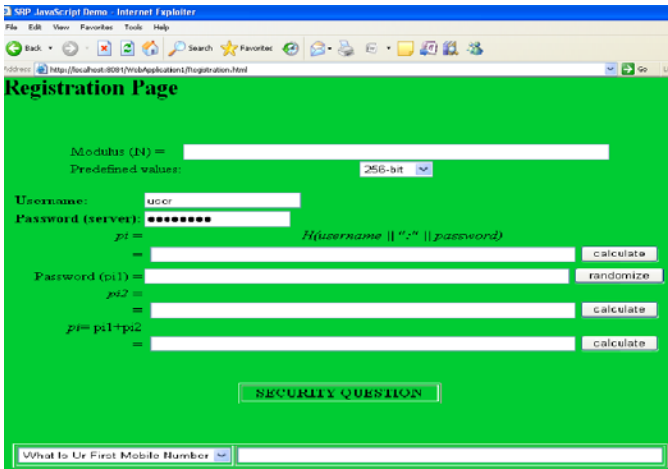 SRP JavaScript Demo - Internet Exploiter
File Edit View Favorites Tools Help
Back Search Favorites
Address http://localhost:8081/WebApplication1/Registration.html Go
Registration Page
Modulus (N) =
Predefined values: 256-bit
Username: user
Password (server): ●●●●●●●●
pi = H(username || ":" || password)
= calculate
Password (pi1) = randomize
pi2 =
= calculate
pi= pi1+pi2
= calculate
SECURITY QUESTION
What Is Ur First Mobile Number